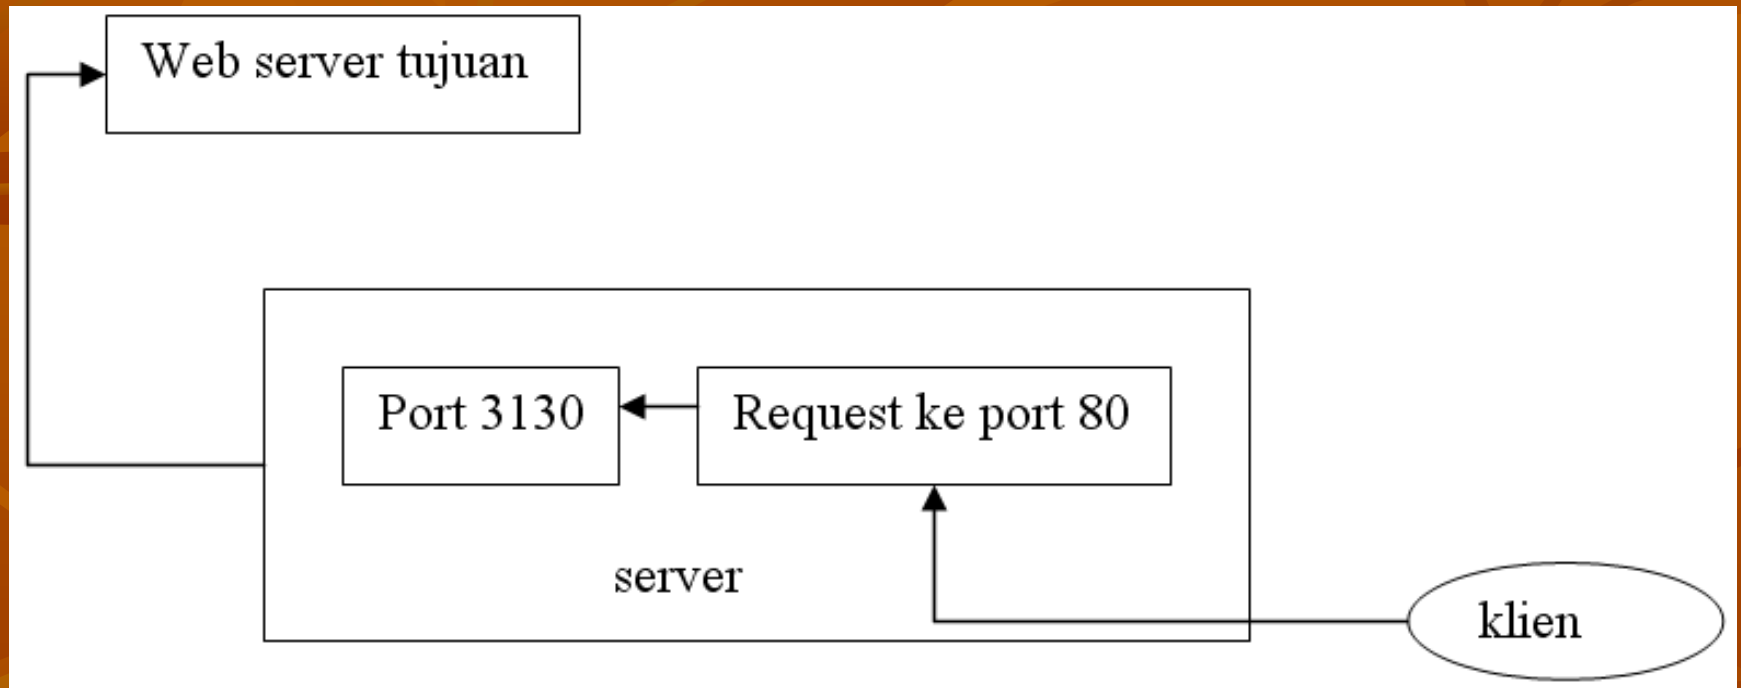 Web server tujuan
Port 3130
Request ke port 80
server
klien